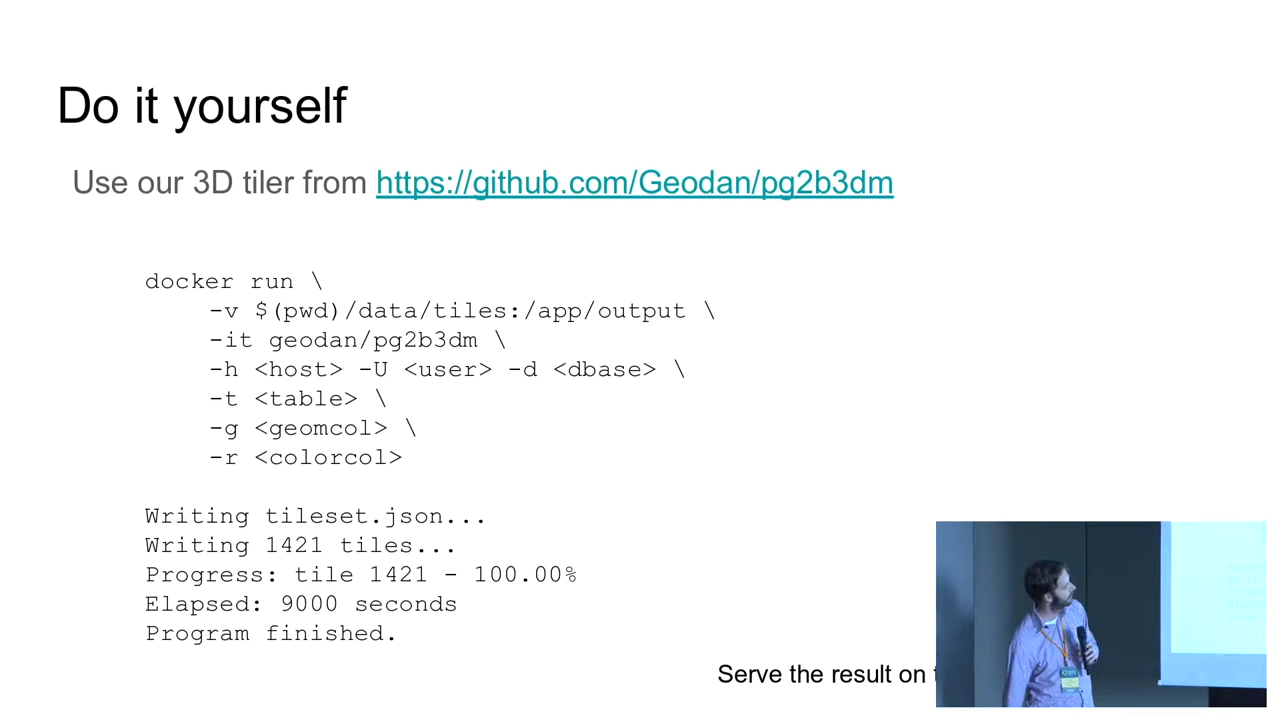 Do it yourself
Use our 3D tiler from https://github.com/Geodan/pg2b3dm
docker run \
-v $(pwd)/data/tiles:/app/output \
-it geodan/pg2b3dm \
-h <host> -U <user> -d <dbase> \
-t <table> \
-g <geomcol> \
-r <colorcol>
Writing tileset.json...
Writing 1421 tiles...
Progress: tile 1421 - 100.00%
Elapsed: 9000 seconds
Program finished.
Serve the result on